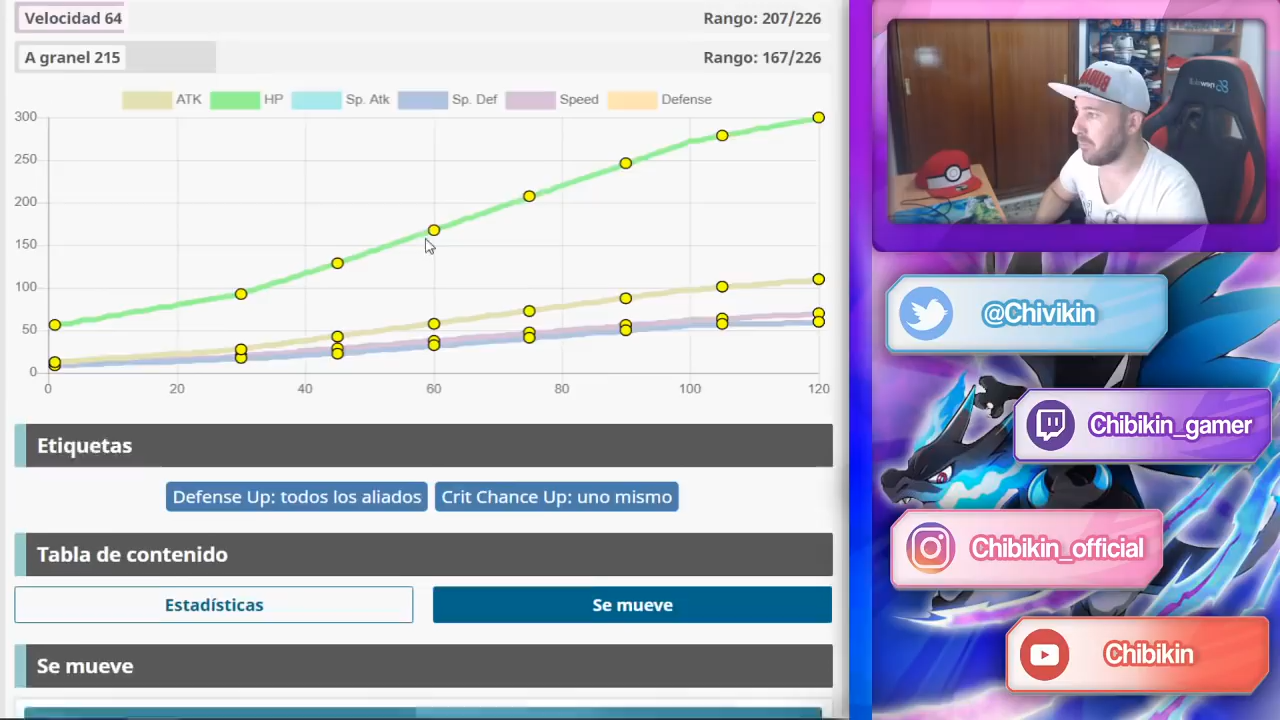 Velocidad 64 Rango: 207/226
A granel 215 Rango: 167/226
ATK HP Sp. Atk Sp. Def Speed Defense
300
250
200
150
100
50
0
0 20 40 60 80 100 120
Etiquetas
Defense Up: todos los aliados Crit Chance Up: uno mismo
Tabla de contenido
Estadísticas Se mueve
Se mueve
@Chivikin
Chibikin_gamer
Chibikin_official
Chibikin